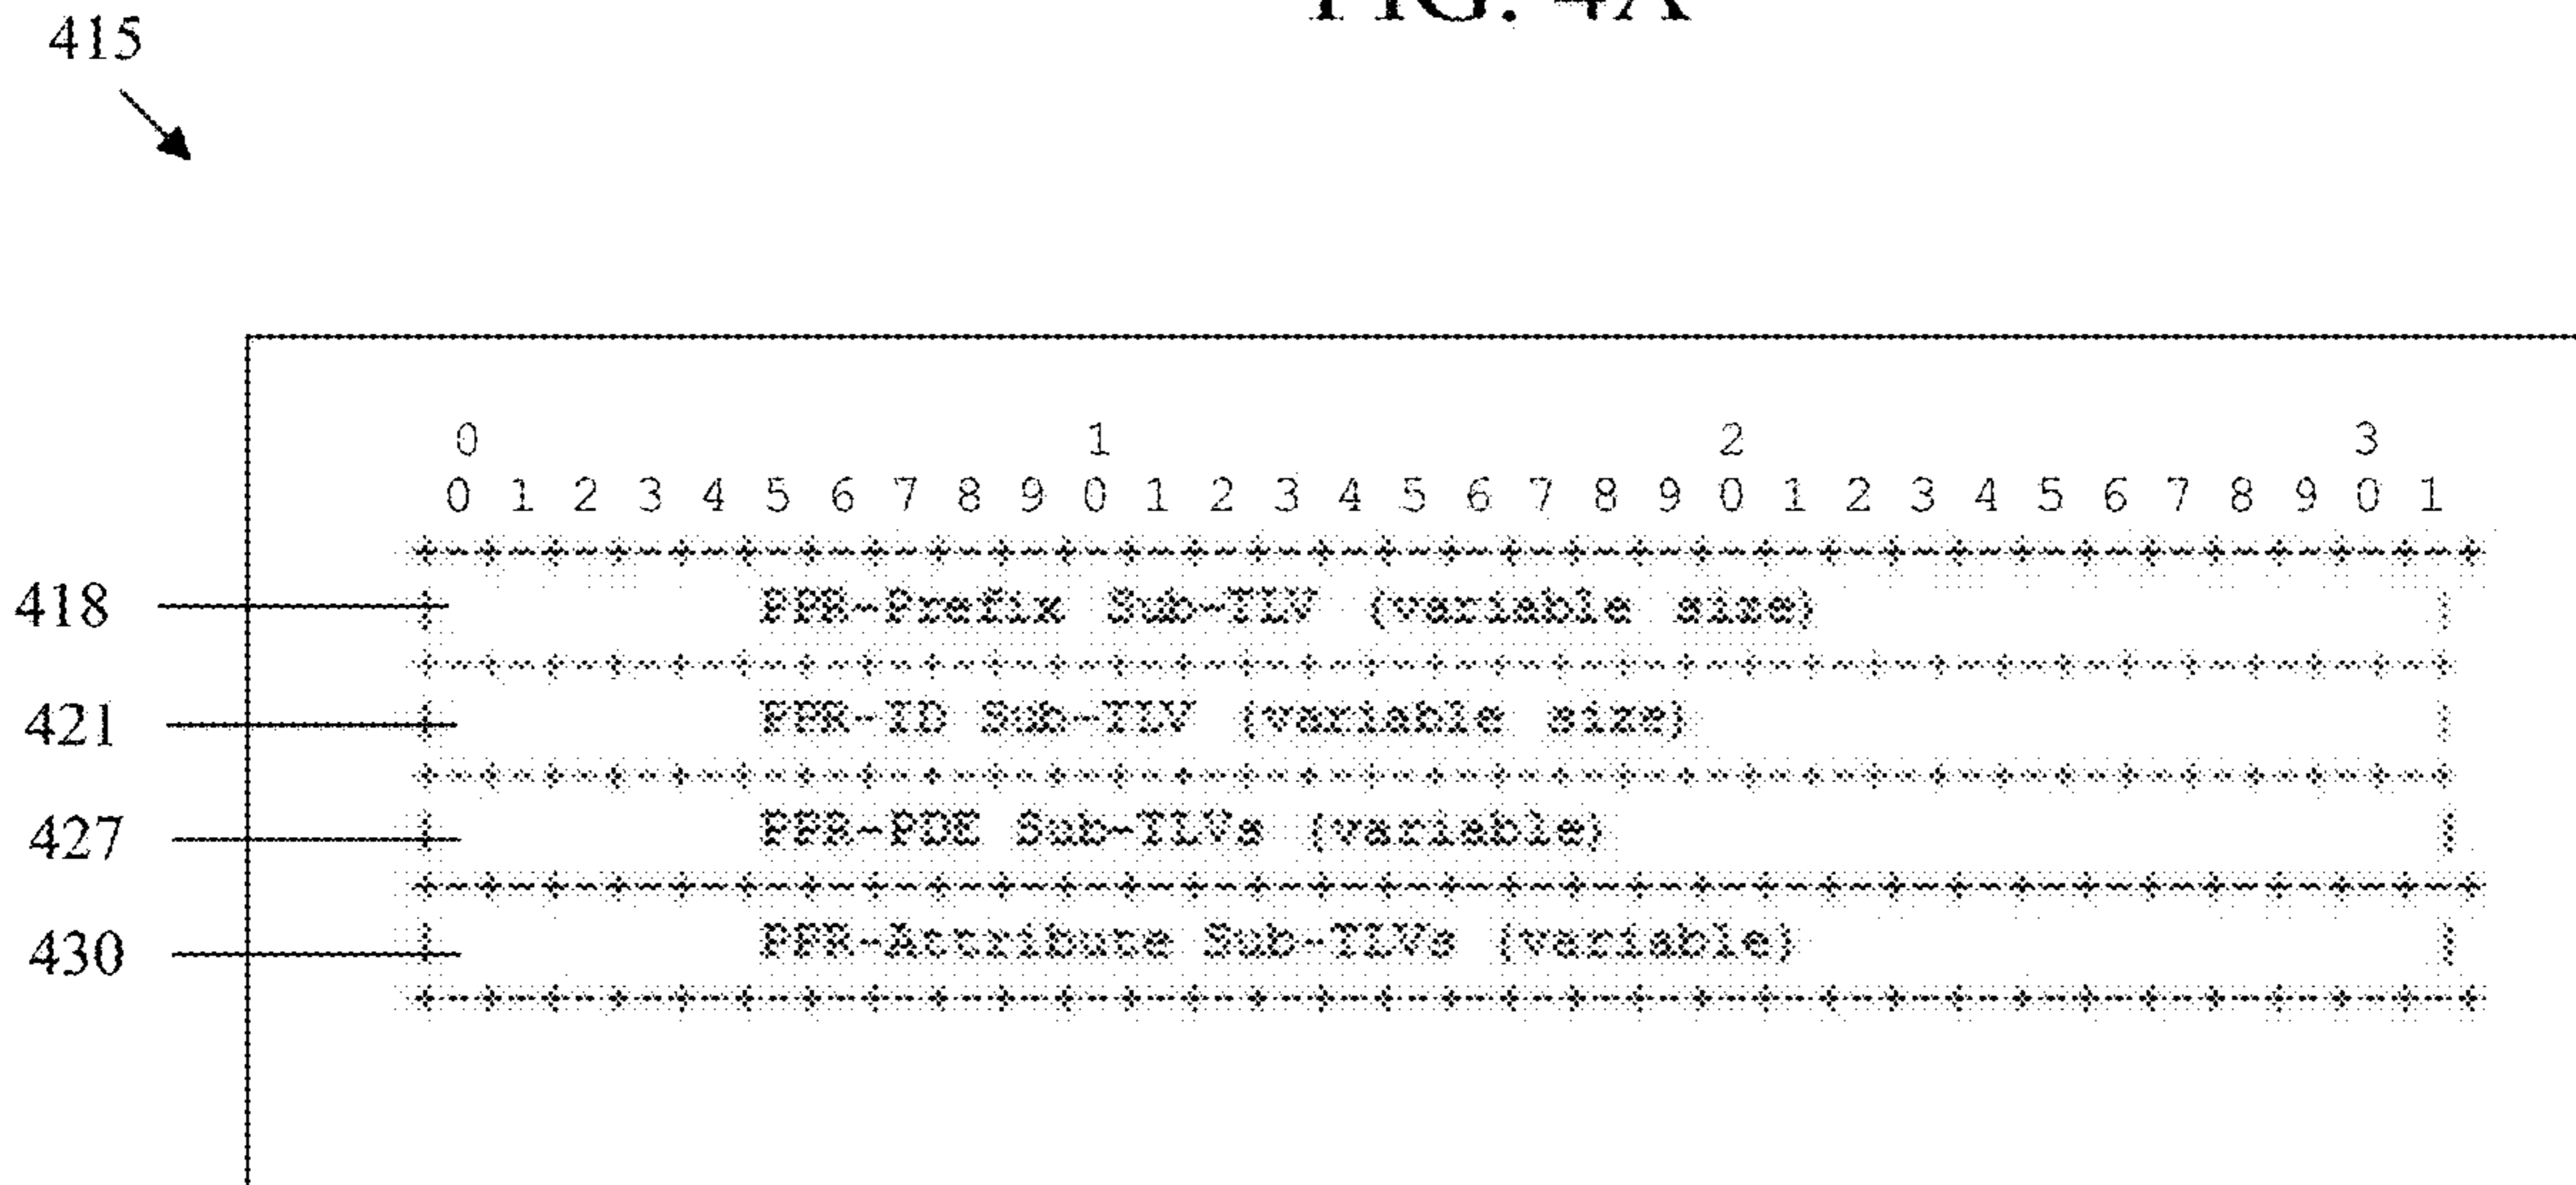 FIG. 4A
415
0 1 2 3
0 1 2 3 4 5 6 7 8 9 0 1 2 3 4 5 6 7 8 9 0 1 2 3 4 5 6 7 8 9 0 1
+-+-+-+-+-+-+-+-+-+-+-+-+-+-+-+-+-+-+-+-+-+-+-+-+-+-+-+-+-+-+-+-+
418 | PPR-Prefix Sub-TLV (variable size) |
+-+-+-+-+-+-+-+-+-+-+-+-+-+-+-+-+-+-+-+-+-+-+-+-+-+-+-+-+-+-+-+-+
421 | PPR-ID Sub-TLV (variable size) |
+-+-+-+-+-+-+-+-+-+-+-+-+-+-+-+-+-+-+-+-+-+-+-+-+-+-+-+-+-+-+-+-+
427 | PPR-PDE Sub-TLVs (variable) |
+-+-+-+-+-+-+-+-+-+-+-+-+-+-+-+-+-+-+-+-+-+-+-+-+-+-+-+-+-+-+-+-+
430 | PPR-Attribute Sub-TLVs (variable) |
+-+-+-+-+-+-+-+-+-+-+-+-+-+-+-+-+-+-+-+-+-+-+-+-+-+-+-+-+-+-+-+-+